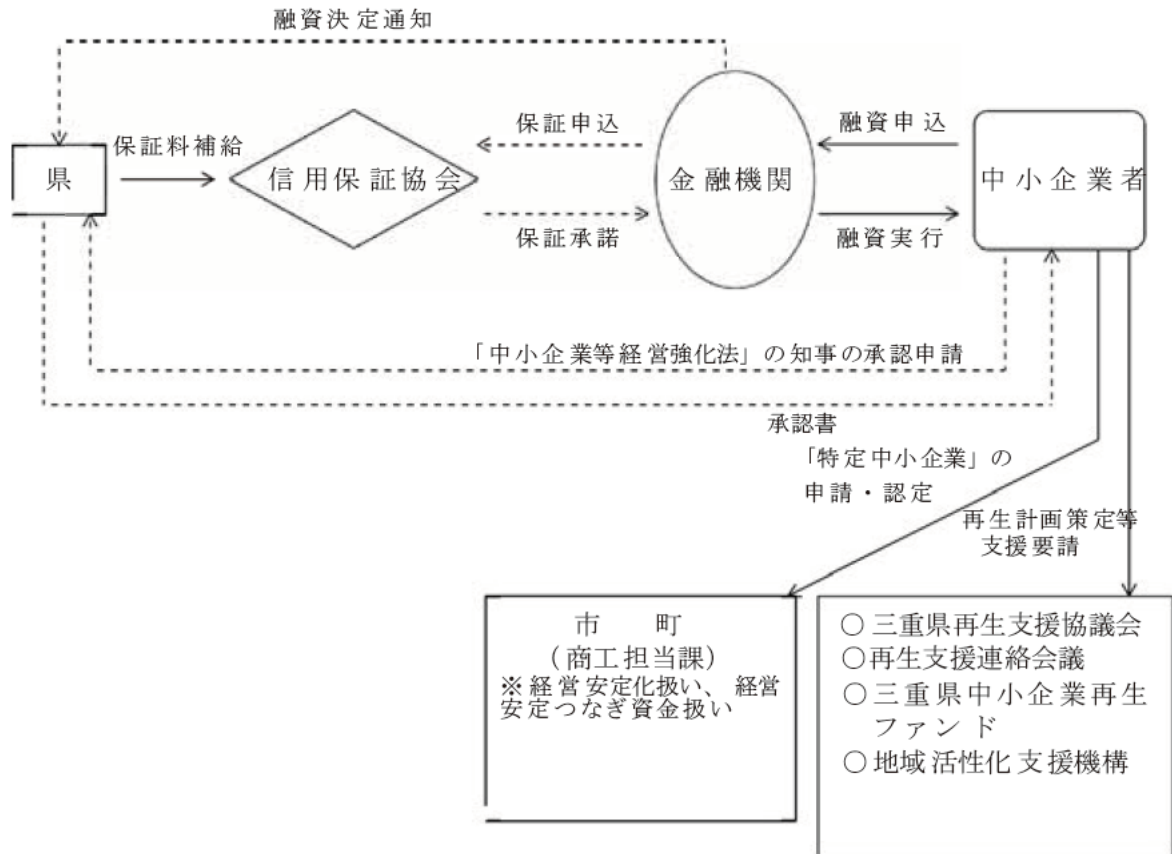 融資決定通知
保証申込
融資申込
保証料補給
県
信用保証協会
金融機関
中小企業者
保証承諾
融資実行
「中小企業等経営強化法」の知事の承認申請
承認書
「特定中小企業」の
申請・認定
再生計画策定等
支援要請
市　町
(商工担当課)
※経営安定化扱い、経営
安定つなぎ資金扱い
○三重県再生支援協議会
○再生支援連絡会議
○三重県中小企業再生
ファンド
○地域活性化支援機構